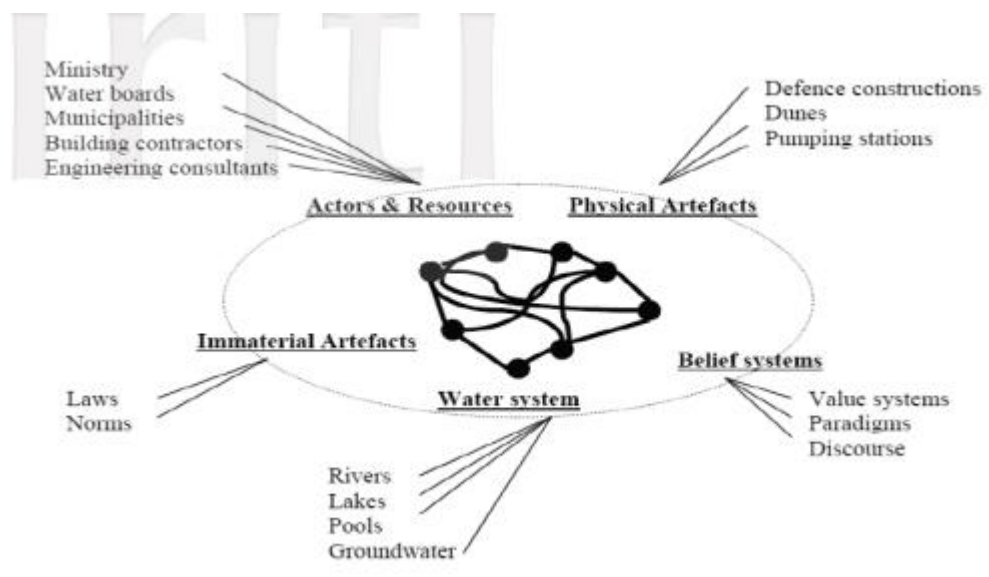 Ministry
Water boards
Municipalities
Building contractors
Engineering consultants
Defence constructions
Dunes
Pumping stations
Actors & Resources
Physical Artefacts
Immaterial Artefacts
Belief systems
Water system
Laws
Norms
Value systems
Paradigms
Discourse
Rivers
Lakes
Pools
Groundwater